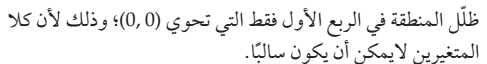 ظلّل المنطقة في الربع الأول فقط التي تحوي (0, 0)؛ وذلك لأن كلا
المتغيرين لايمكن أن يكون سالبًا.